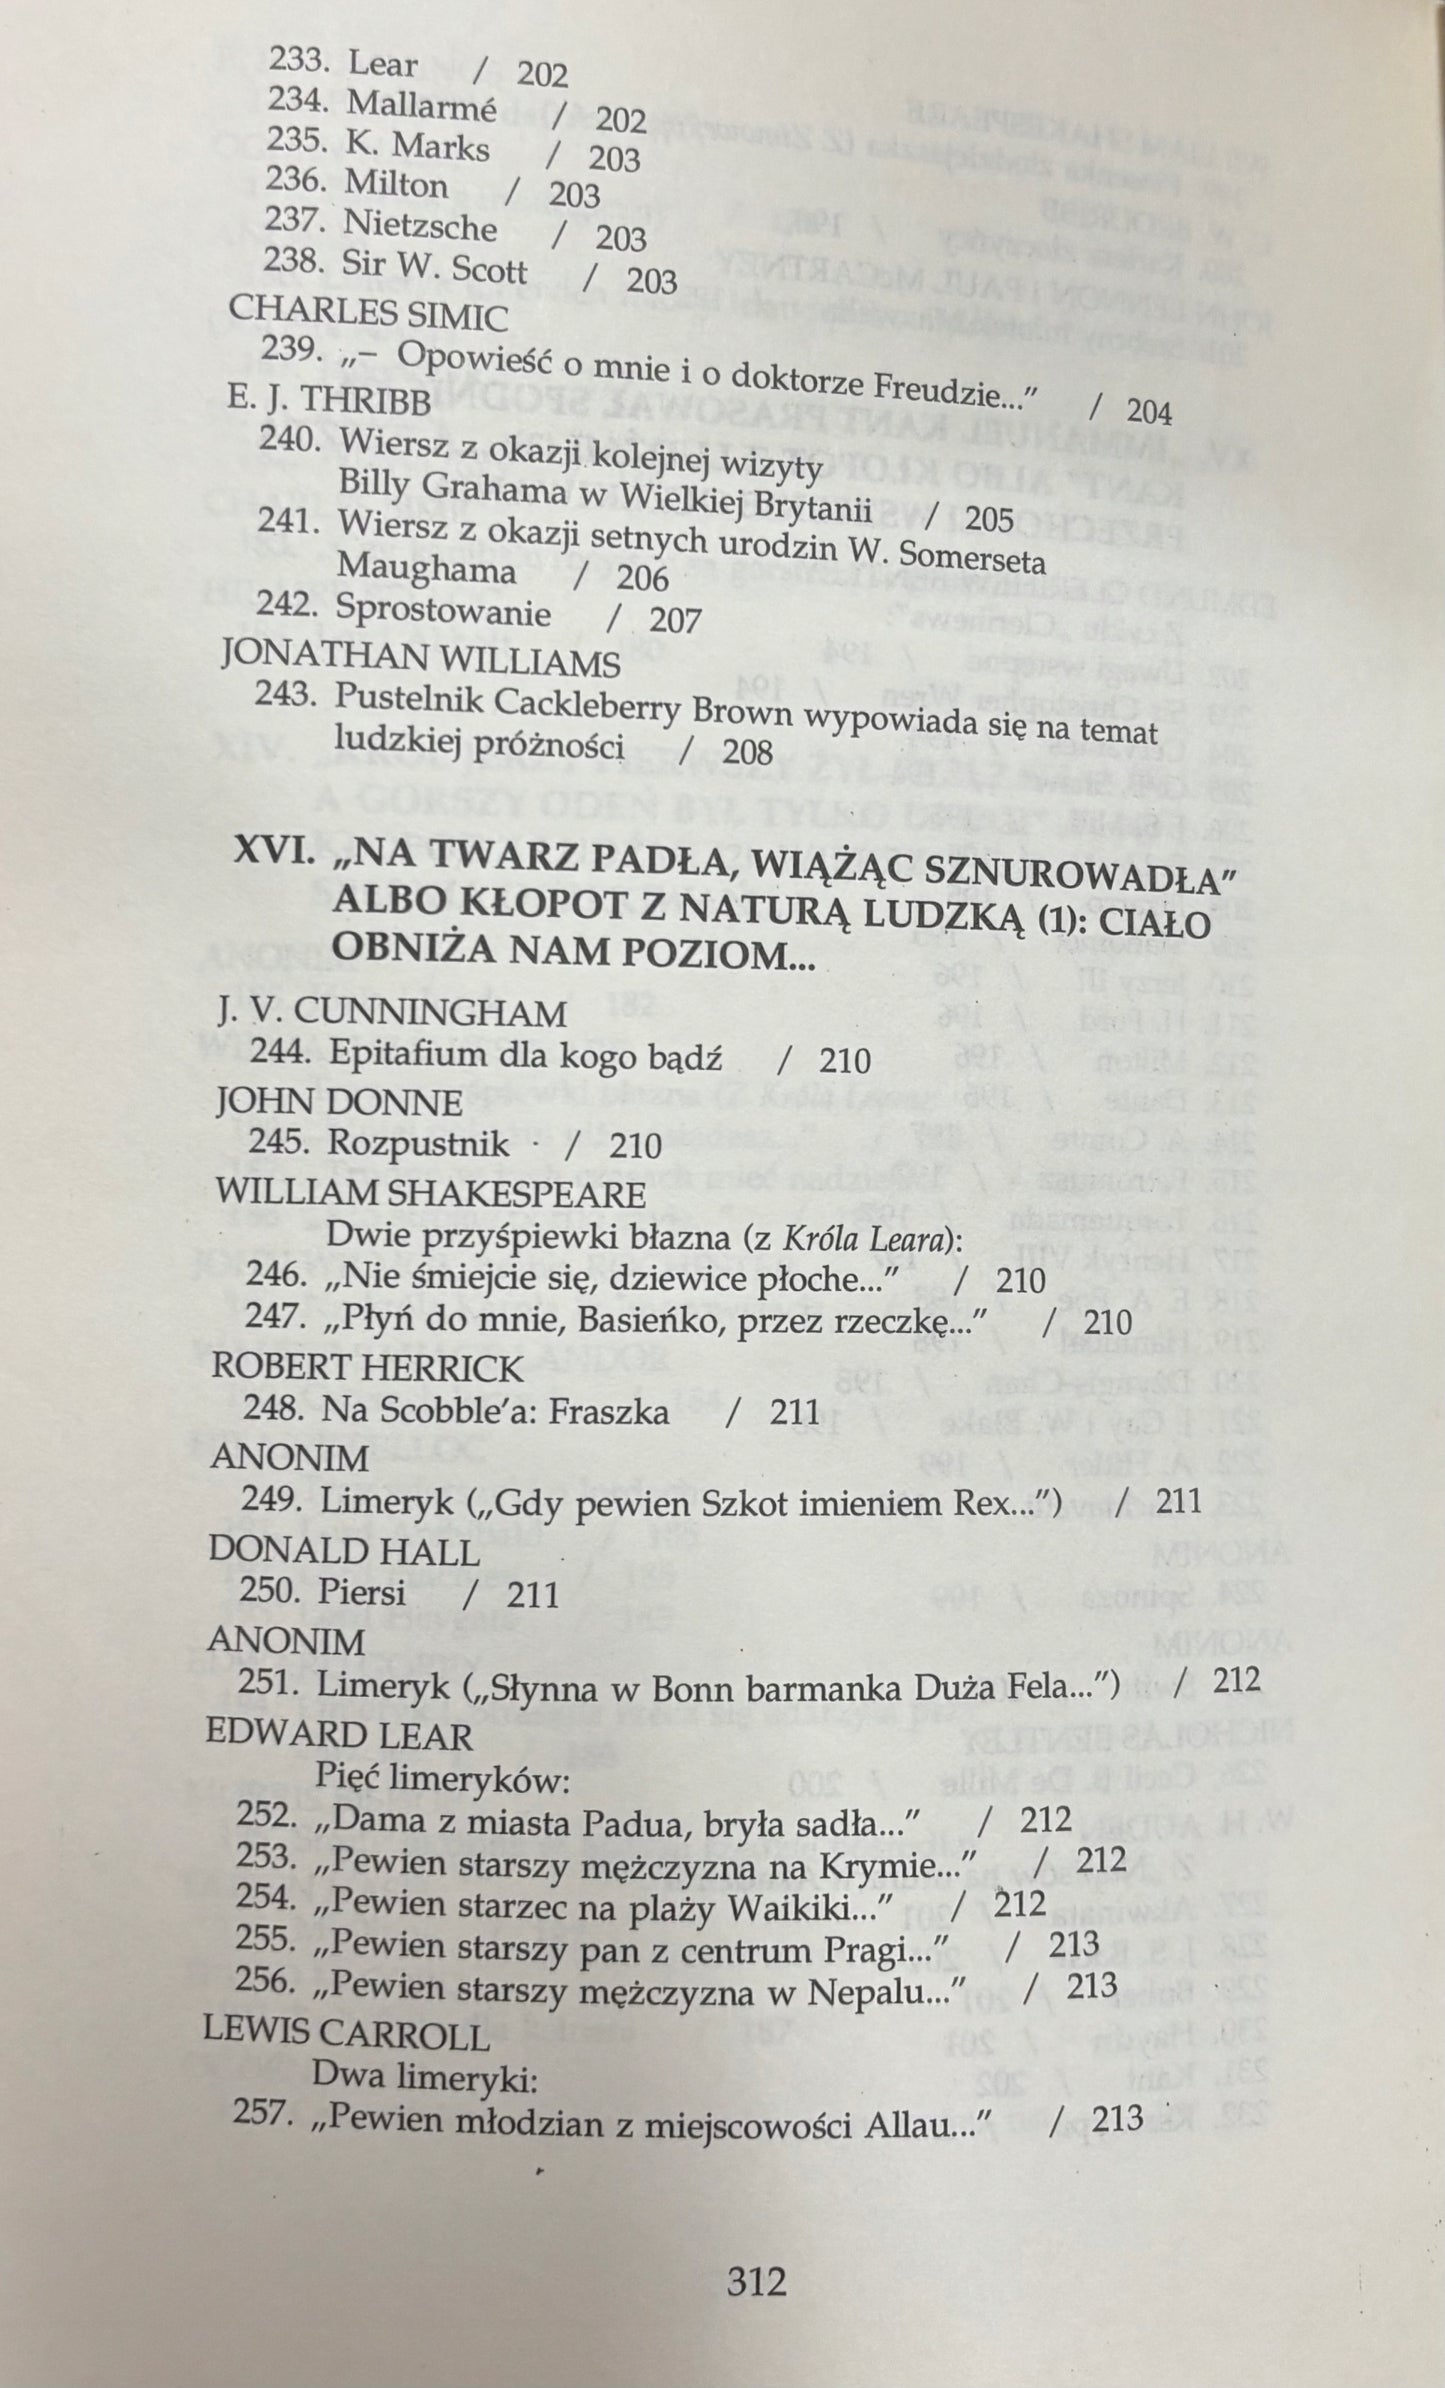 233. Lear / 202
234. Mallarmé / 202
235. K. Marks / 203
236. Milton / 203
237. Nietzsche / 203
238. Sir W. Scott / 203
CHARLES SIMIC
239. „– Opowieść o mnie i o doktorze Freudzie...” / 204
E. J. THRIBB
240. Wiersz z okazji kolejnej wizyty
Billy Grahama w Wielkiej Brytanii / 205
241. Wiersz z okazji setnych urodzin W. Somerseta
Maughama / 206
242. Sprostowanie / 207
JONATHAN WILLIAMS
243. Pustelnik Cackleberry Brown wypowiada się na temat
ludzkiej próżności / 208
XVI. „NA TWARZ PADŁA, WIĄŻĄC SZNUROWADŁA”
ALBO KŁOPOT Z NATURĄ LUDZKĄ (1): CIAŁO
OBNIŻA NAM POZIOM...
J. V. CUNNINGHAM
244. Epitafium dla kogo bądź / 210
JOHN DONNE
245. Rozpustnik / 210
WILLIAM SHAKESPEARE
Dwie przyśpiewki błazna (z Króla Leara):
246. „Nie śmiejcie się, dziewice płoche...” / 210
247. „Płyń do mnie, Basieńko, przez rzeczkę...” / 210
ROBERT HERRICK
248. Na Scobble’a: Fraszka / 211
ANONIM
249. Limeryk („Gdy pewien Szkot imieniem Rex...”) / 211
DONALD HALL
250. Piersi / 211
ANONIM
251. Limeryk („Słynna w Bonn barmanka Duża Fela...”) / 212
EDWARD LEAR
Pięć limeryków:
252. „Dama z miasta Padua, bryła sadła...” / 212
253. „Pewien starszy mężczyzna na Krymie...” / 212
254. „Pewien starzec na plaży Waikiki...” / 212
255. „Pewien starszy pan z centrum Pragi...” / 213
256. „Pewien starszy mężczyzna w Nepalu...” / 213
LEWIS CARROLL
Dwa limeryki:
257. „Pewien młodzian z miejscowości Allau...” / 213
312